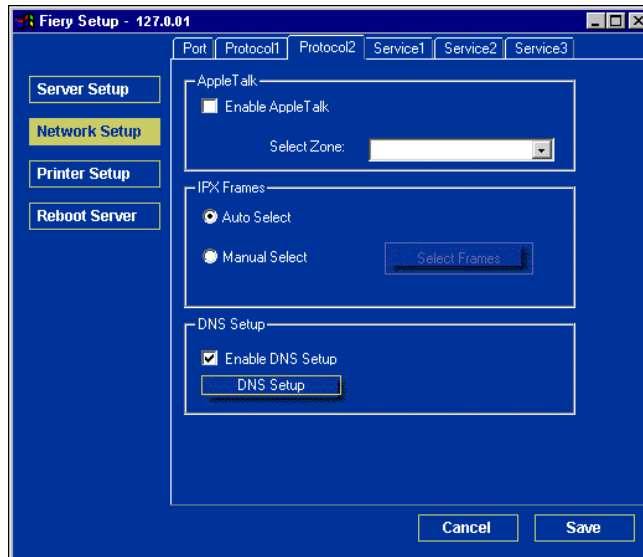 Fiery Setup - 127.0.01
Port Protocol1 Protocol2 Service1 Service2 Service3
Server Setup
Network Setup
Printer Setup
Reboot Server
AppleTalk
Enable AppleTalk
Select Zone:
IPX Frames
Auto Select
Manual Select Select Frames
DNS Setup
Enable DNS Setup
DNS Setup
Cancel Save